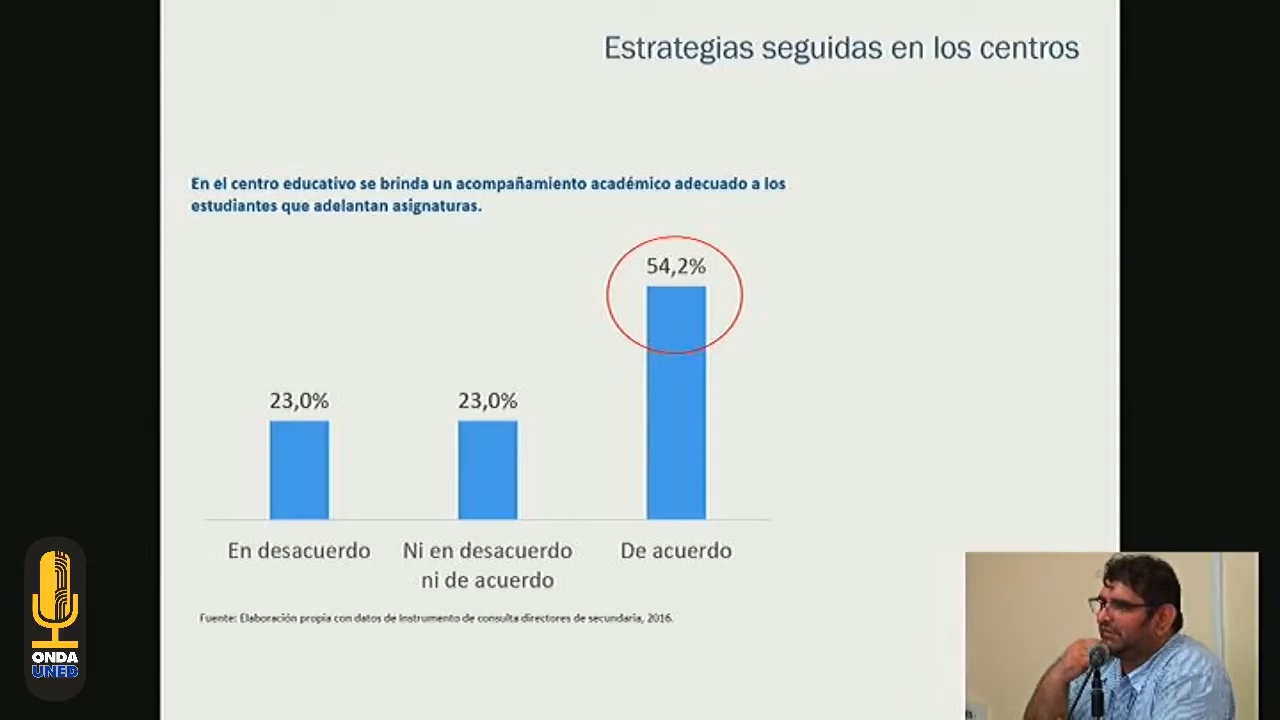 Estrategias seguidas en los centros
En el centro educativo se brinda un acompañamiento académico adecuado a los
estudiantes que adelantan asignaturas.
54,2%
23,0%
23,0%
En desacuerdo
Ni en desacuerdo
ni de acuerdo
De acuerdo
Fuente: Elaboración propia con datos de Instrumento de consulta directores de secundaria, 2016.
ONDA
UNED